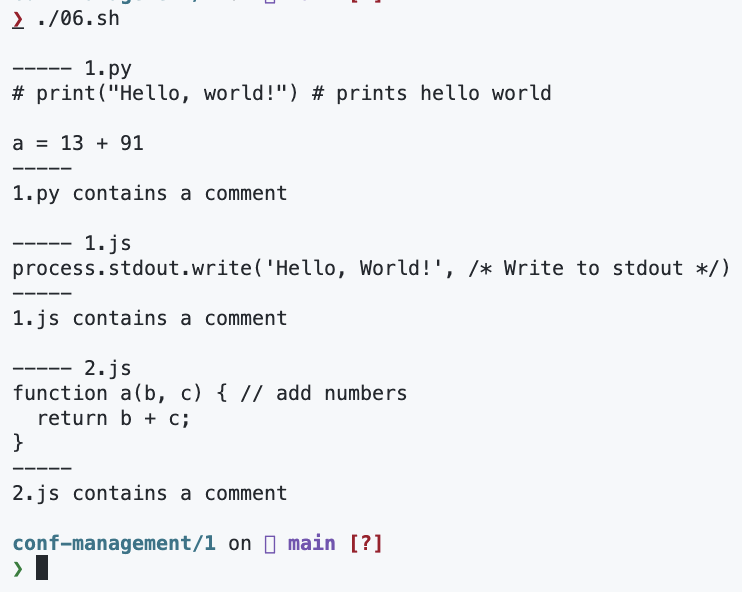 ❯ ./06.sh
----- 1.py
# print("Hello, world!") # prints hello world
a = 13 + 91
-----
1.py contains a comment
----- 1.js
process.stdout.write('Hello, World!', /* Write to stdout */)
-----
1.js contains a comment
----- 2.js
function a(b, c) { // add numbers
  return b + c;
}
-----
2.js contains a comment
conf-management/1 on  main [?]
❯